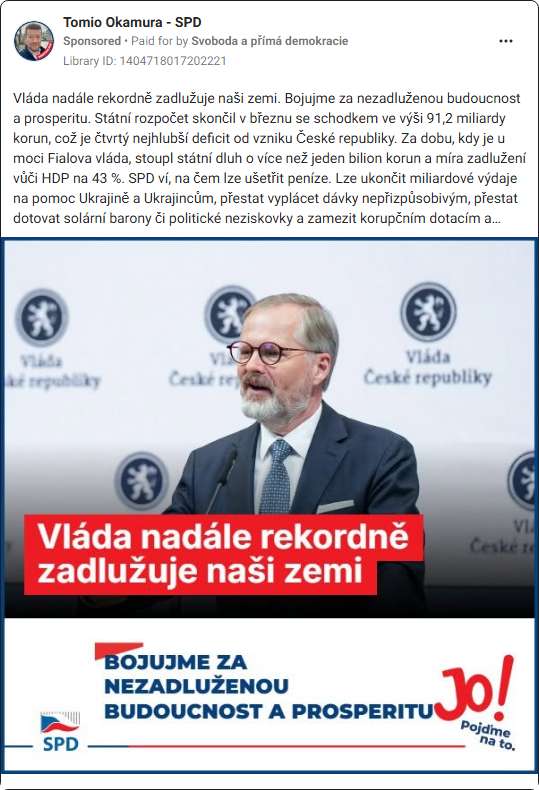 Tomio Okamura - SPD
Sponsored • Paid for by Svoboda a přímá demokracie
Library ID: 1404718017202221
Vláda nadále rekordně zadlužuje naši zemi. Bojujme za nezadluženou budoucnost
a prosperitu. Státní rozpočet skončil v březnu se schodkem ve výši 91,2 miliardy
korun, což je čtvrtý nejhlubší deficit od vzniku České republiky. Za dobu, kdy je u
moci Fialova vláda, stoupl státní dluh o více než jeden bilion korun a míra zadlužení
vůči HDP na 43 %. SPD ví, na čem lze ušetřit peníze. Lze ukončit miliardové výdaje
na pomoc Ukrajině a Ukrajincům, přestat vyplácet dávky nepřizpůsobivým, přestat
dotovat solární barony či politické neziskovky a zamezit korupčním dotacím a…
Vláda
ké republiky
Vláda
České re
Vláda
České republiky
Vl
České re
Vláda nadále rekordně
zadlužuje naši zemi
BOJUJME ZA
NEZADLUŽENOU
BUDOUCNOST A PROSPERITU
Jo!
Pojďme
na to.
SPD